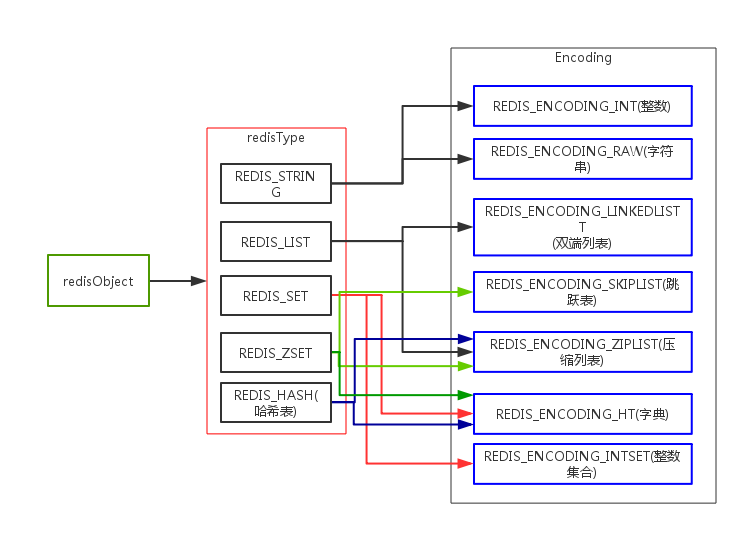 Encoding
REDIS_ENCODING_INT(整数)
redisType
REDIS_ENCODING_RAW(字符
串)
REDIS_STRIN
G
REDIS_ENCODING_LINKEDLIST
T
(双端列表)
REDIS_LIST
redisObject
REDIS_SET
REDIS_ENCODING_SKIPLIST(跳
跃表)
REDIS_ZSET
REDIS_ENCODING_ZIPLIST(压
缩列表)
REDIS_HASH(
哈希表)
REDIS_ENCODING_HT(字典)
REDIS_ENCODING_INTSET(整数
集合)